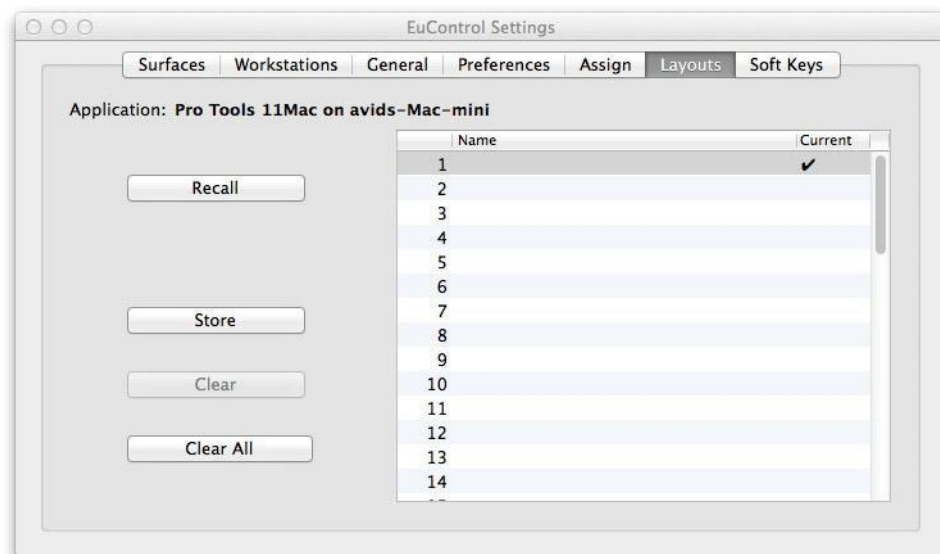 EuControl Settings
Surfaces Workstations General Preferences Assign Layouts Soft Keys
Application: Pro Tools 11Mac on avids-Mac-mini
Name Current
1 ✔
Recall
2
3
4
5
6
7
Store
8
9
10
Clear
11
12
Clear All
13
14